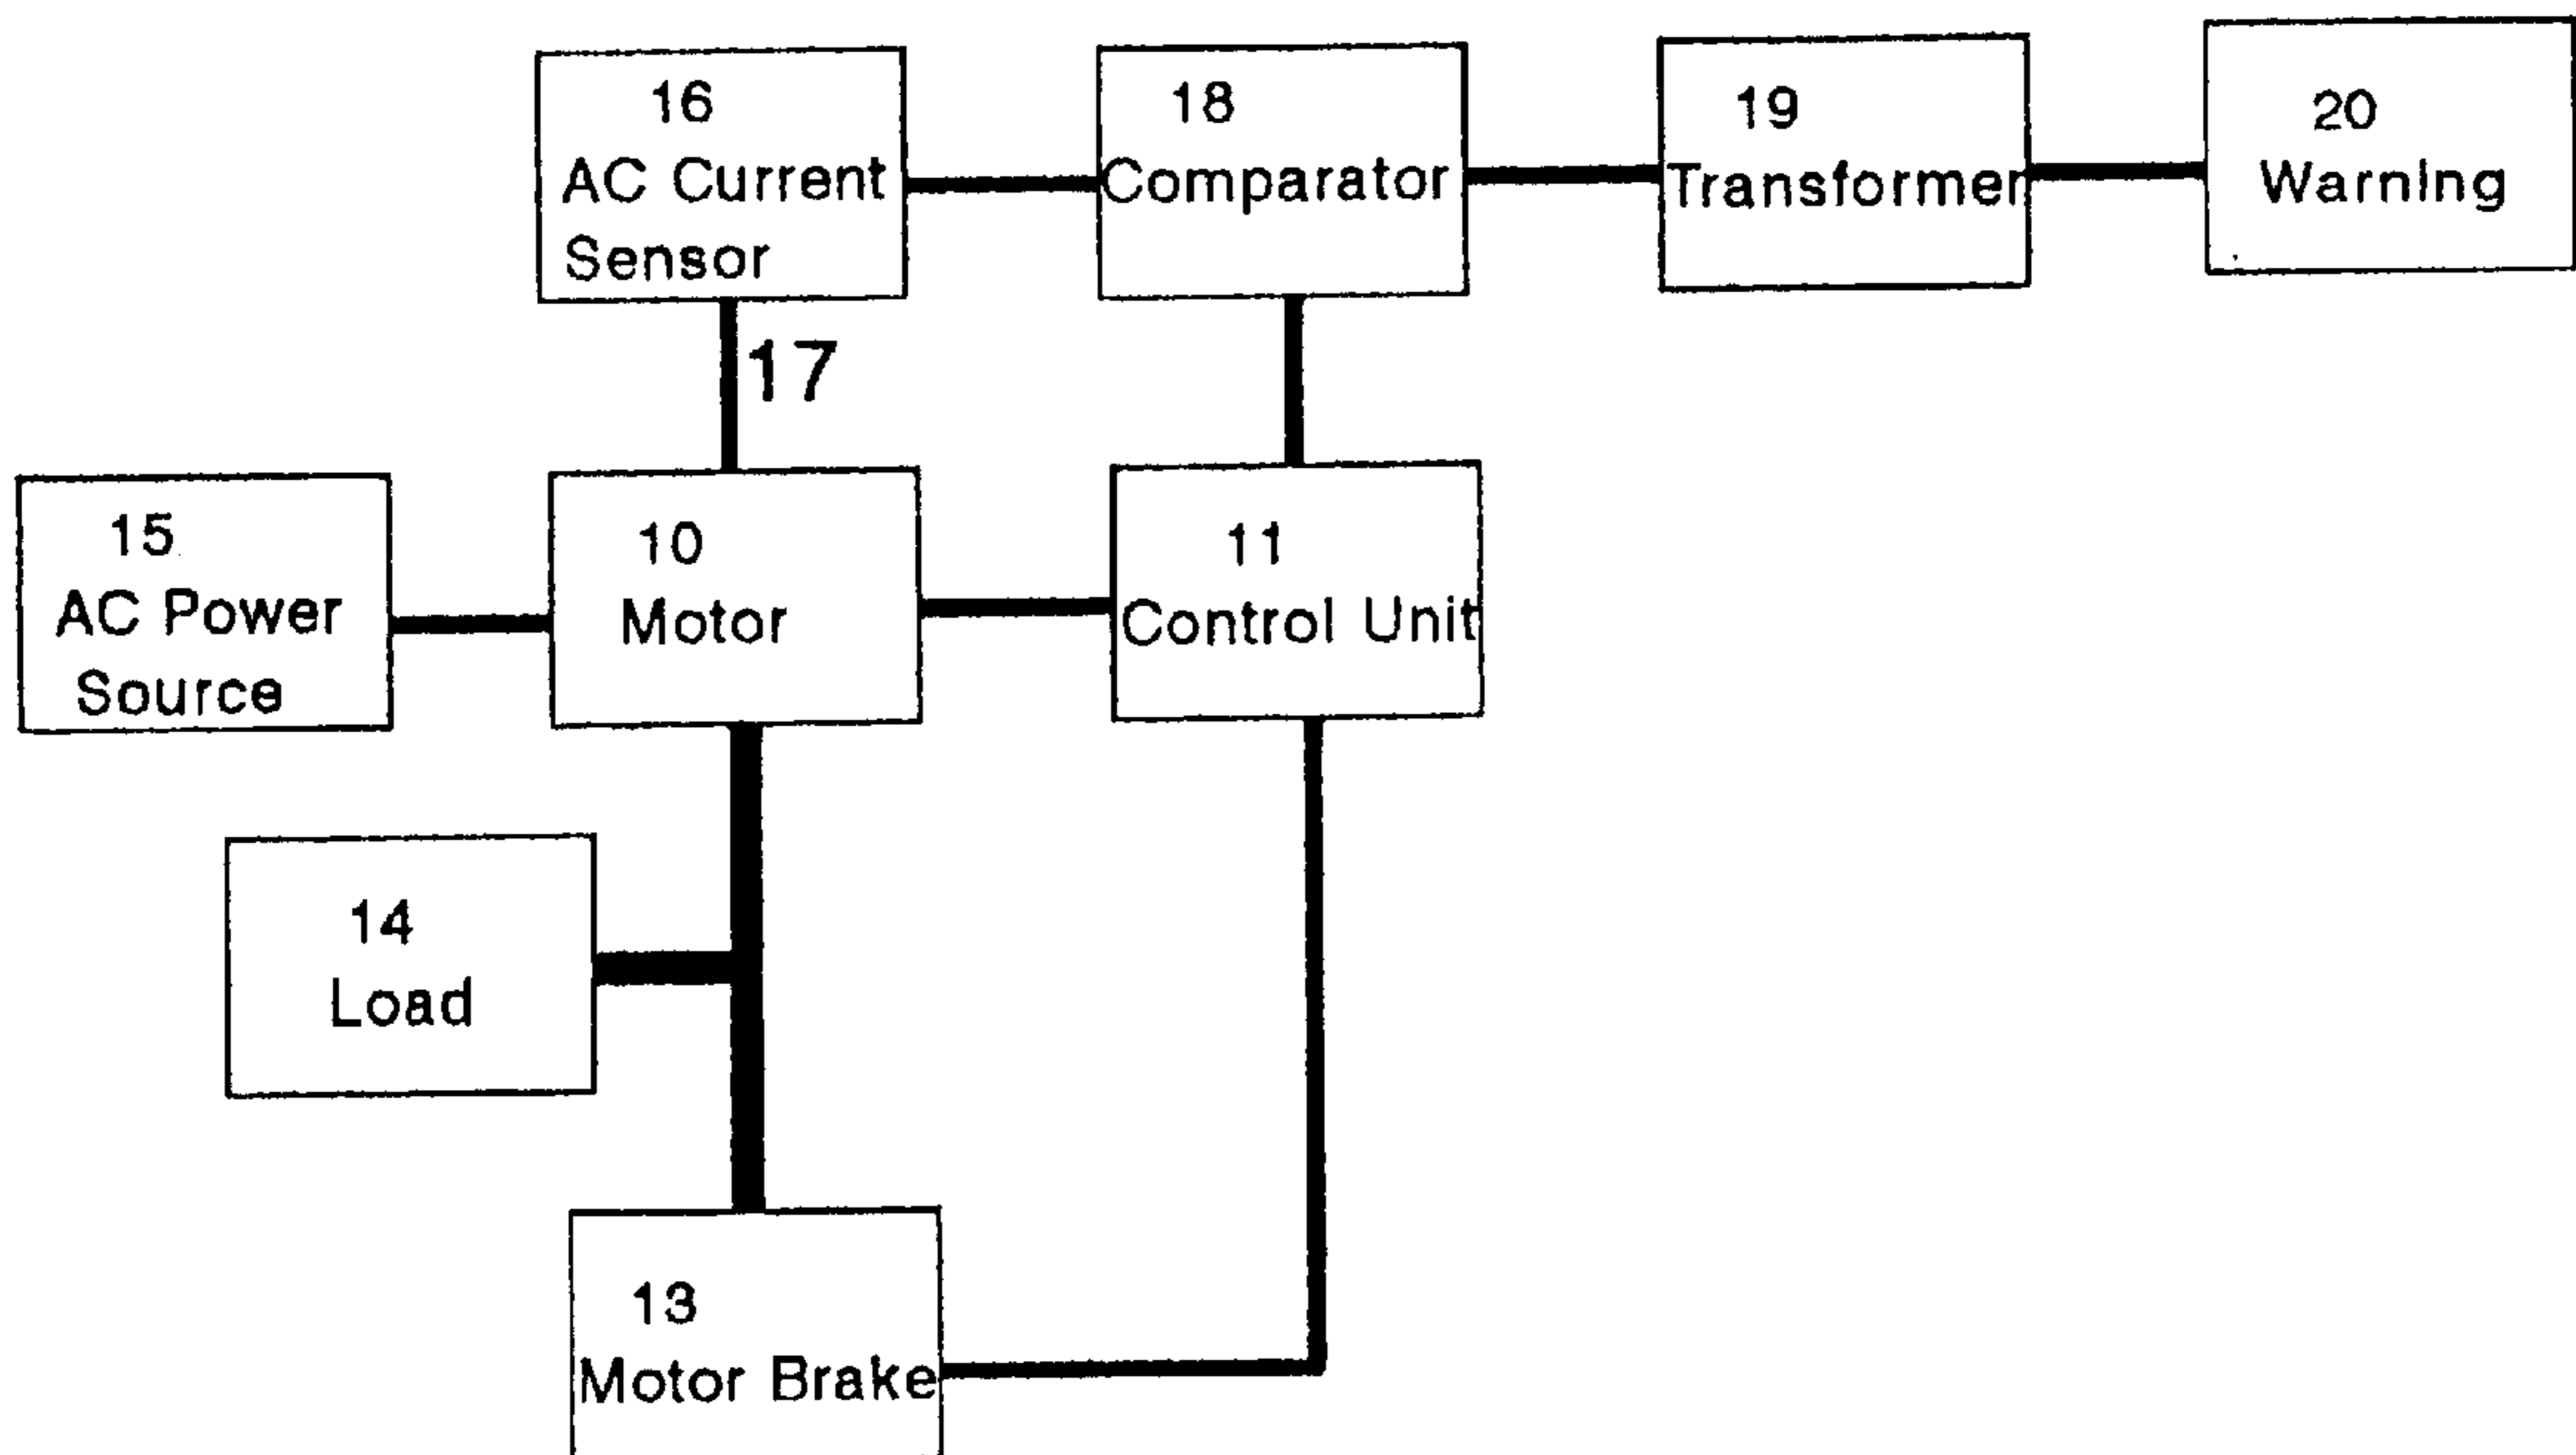 16
AC Current
Sensor
18
Comparator
19
Transformer
20
Warning
17
15
AC Power
Source
10
Motor
11
Control Unit
14
Load
13
Motor Brake